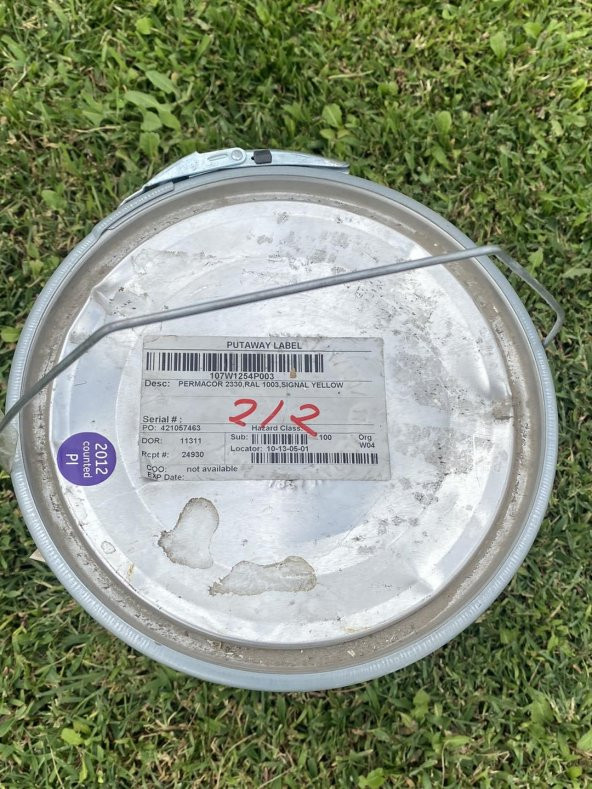 PUTAWAY LABEL
107W1254P003
Desc: PERMACOR 2330,RAL 1003,SIGNAL YELLOW
Serial # :
2/2
PO: 421057463 Hazard Class:
DOR: 11311 Sub: 100 Org
W04
Rcpt #: 24930 Locator: 10-13-05-01
COO: not available
EXP Date:
2012
counted
PI